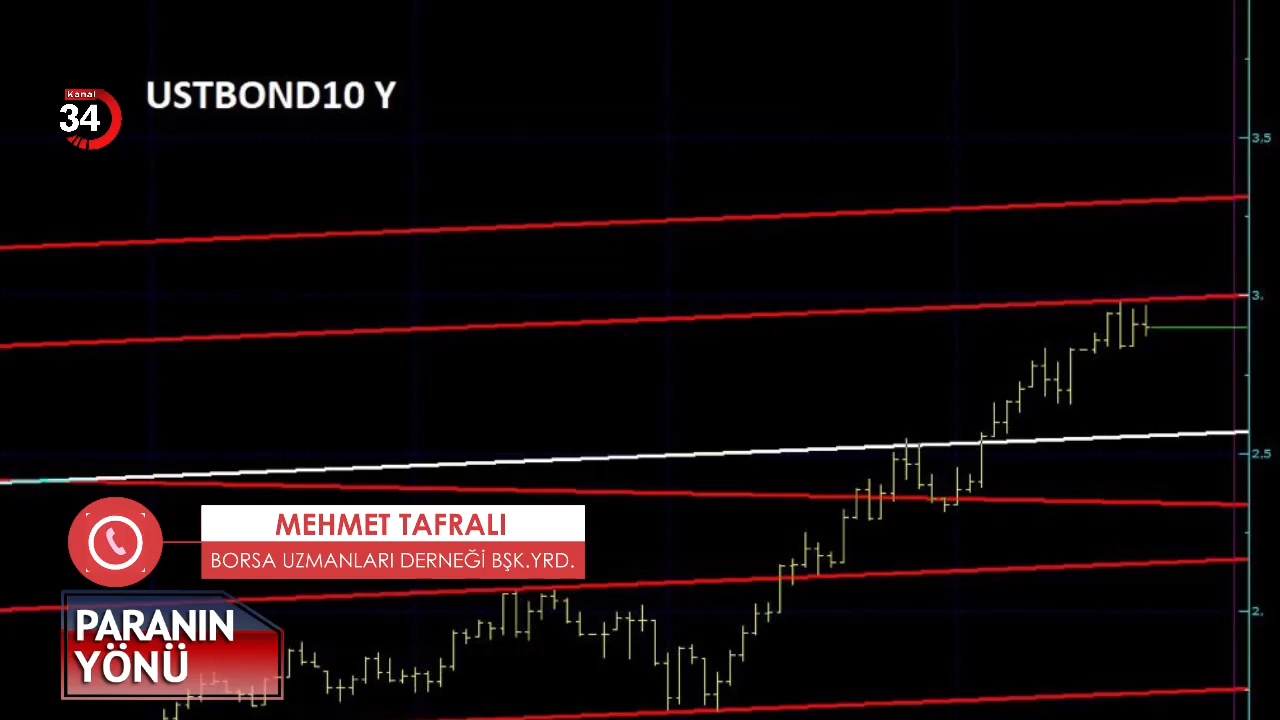 USTBOND10 Y
Kanal
34
3,5
3,
2,5
2,
MEHMET TAFRALI
BORSA UZMANLARI DERNEĞİ BŞK.YRD.
PARANIN
YÖNÜ